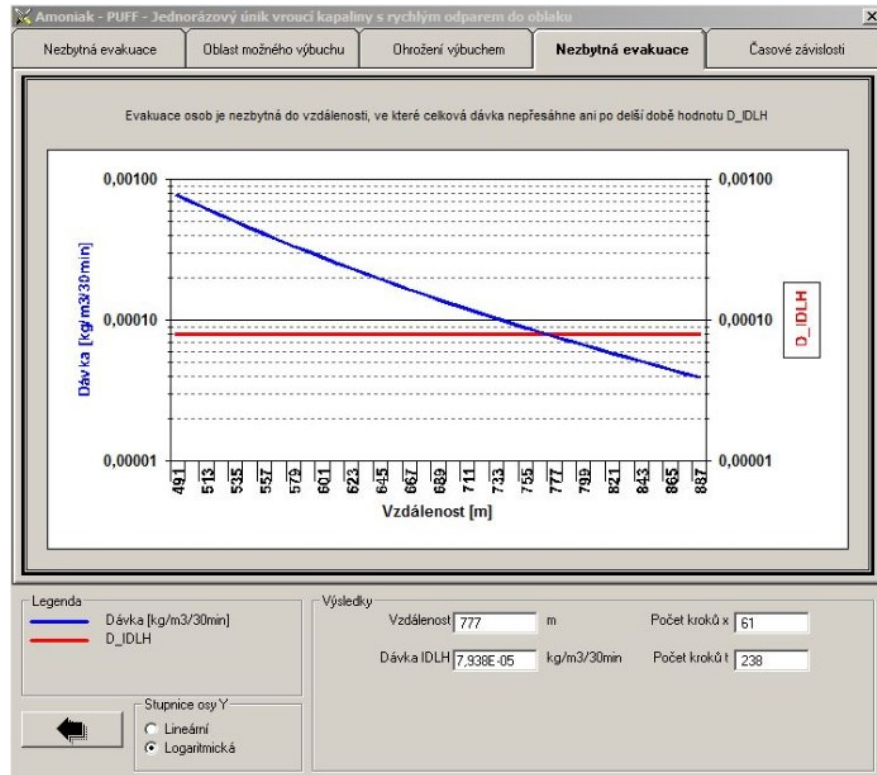 Amoniak - PUFF - Jednorázový únik vroucí kapaliny s rychlým odparem do oblaku
Nezbytná evakuace
Oblast možného výbuchu
Ohrožení výbuchem
Nezbytná evakuace
Časové závislosti
Evakuace osob je nezbytná do vzdálenosti, ve které celková dávka nepřesáhne ani po delší době hodnotu D_IDLH
0,00100
0,00010
0,00001
Dávka [kg/m3/30min]
0,00100
0,00010
0,00001
D_IDLH
491 513 535 557 579 601 623 645 667 689 711 733 755 777 799 821 843 865 887
Vzdálenost [m]
Legenda
Dávka [kg/m3/30min]
D_IDLH
Stupnice osy Y
Lineární
Logaritmická
Výsledky
Vzdálenost 777 m
Počet kroků x 61
Dávka IDLH 7,938E-05 kg/m3/30min
Počet kroků t 238